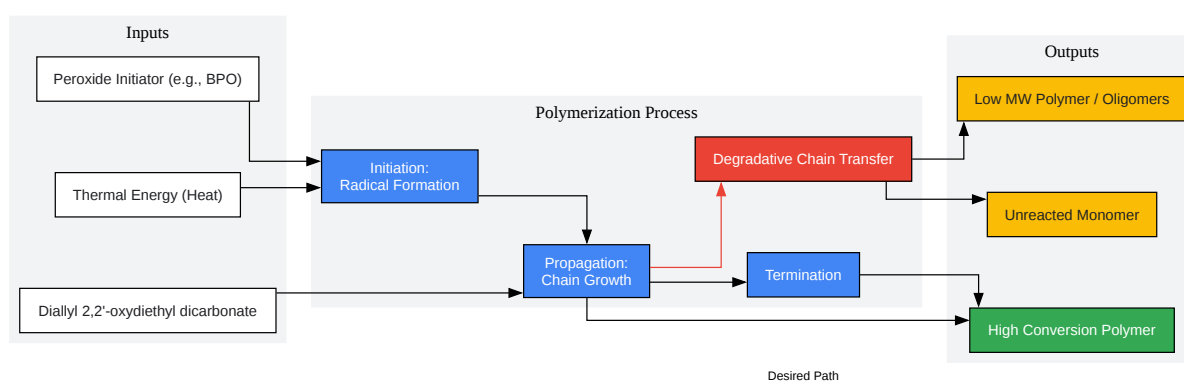 Inputs
Peroxide Initiator (e.g., BPO)
Thermal Energy (Heat)
Diallyl 2,2'-oxydiethyl dicarbonate
Polymerization Process
Initiation:
Radical Formation
Propagation:
Chain Growth
Degradative Chain Transfer
Termination
Outputs
Low MW Polymer / Oligomers
Unreacted Monomer
High Conversion Polymer
Desired Path